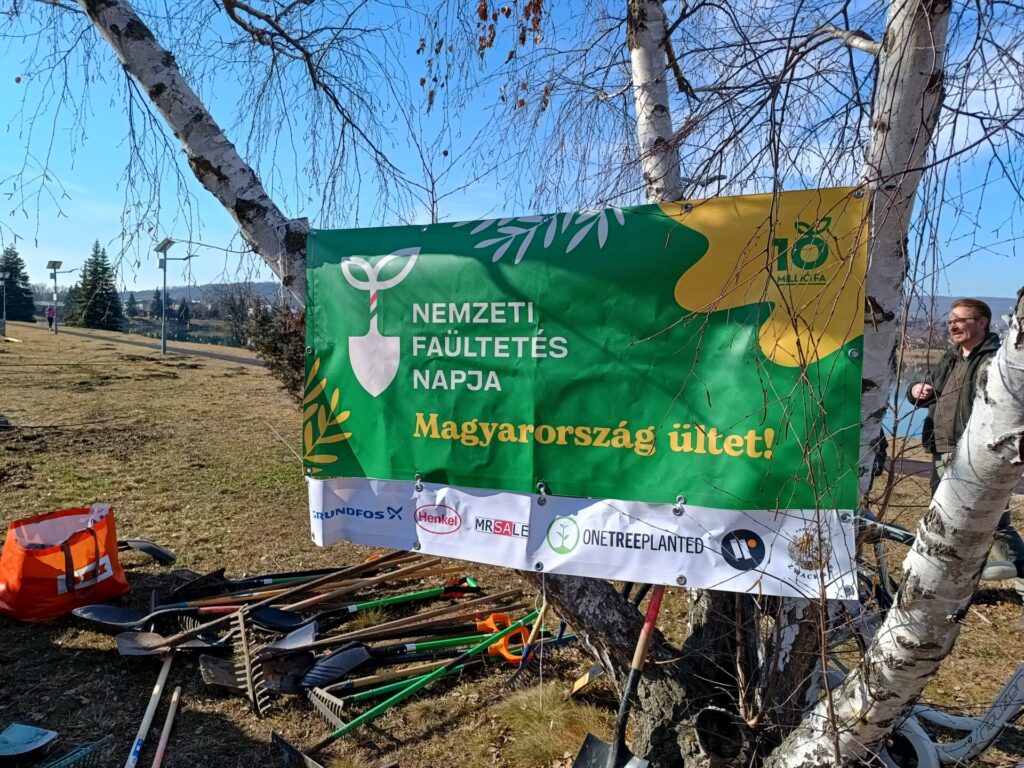 10
MILLIÓ FA
NEMZETI
FAÜLTETÉS
NAPJA
Magyarország ültet!
GRUNDFOS
Henkel
MRSALE
ONETREEPLANTED